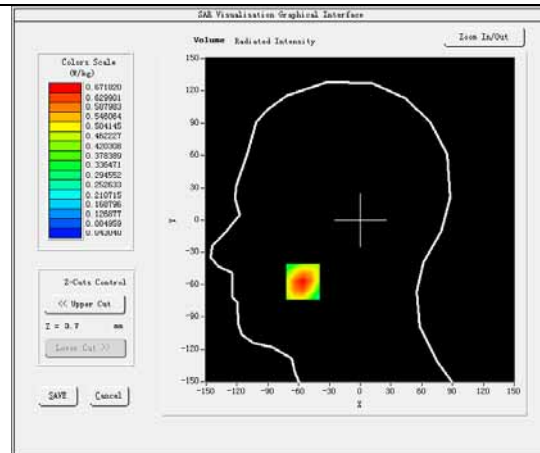 SAR Visualisation Graphical Interface
Volume Radiated Intensity
Zoom In/Out
Colors Scale
(W/kg)
0.671820
0.629901
0.587983
0.546064
0.504145
0.462227
0.420308
0.378389
0.336471
0.294552
0.252633
0.210715
0.168796
0.126877
0.084959
0.043040
150
120
90
60
30
0
-30
-60
-90
-120
-150
Y
-150 -120 -90 -60 -30 0 30 60 90 120 150
X
Z-Cuts Control
<< Upper Cut
Z = 3.7 mm
Lower Cut >>
SAVE Cancel